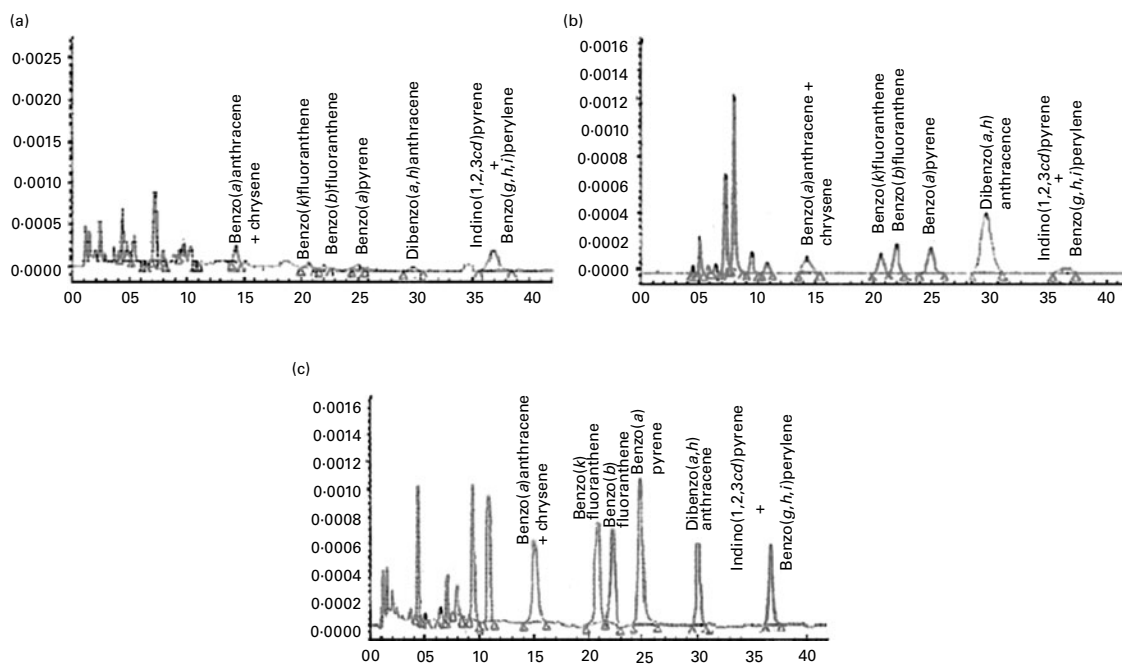 (a)
0·0025
0·0020
0·0015
0·0010
0·0005
0·0000
Benzo(a)anthracene
+ chrysene
Benzo(k)fluoranthene
Benzo(b)fluoranthene
Benzo(a)pyrene
Dibenzo(a,h)anthracene
Indino(1,2,3cd)pyrene
+
Benzo(g,h,i)perylene
00 05 10 15 20 25 30 35 40
(b)
0·0016
0·0014
0·0012
0·0010
0·0008
0·0006
0·0004
0·0002
0·0000
Benzo(a)anthracene +
chrysene
Benzo(k)fluoranthene
Benzo(b)fluoranthene
Benzo(a)pyrene
Dibenzo(a,h)
anthracence
Indino(1,2,3cd)pyrene
+
Benzo(g,h,i)perylene
00 05 10 15 20 25 30 35 40
(c)
0·0016
0·0014
0·0012
0·0010
0·0008
0·0006
0·0004
0·0002
0·0000
Benzo(a)anthracene
+ chrysene
Benzo(k)
fluoranthene
Benzo(b)
fluoranthene
Benzo(a)
pyrene
Dibenzo(a,h)
anthracene
Indino(1,2,3cd)pyrene
+
Benzo(g,h,i)perylene
00 05 10 15 20 25 30 35 40